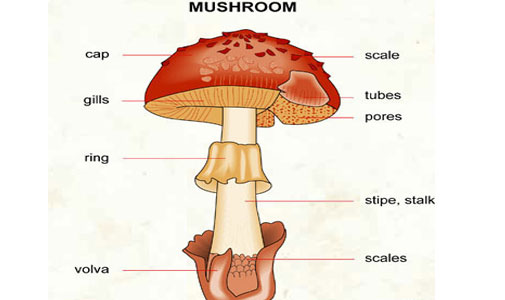 MUSHROOM
cap
scale
gills
tubes
pores
ring
stipe, stalk
volva
scales